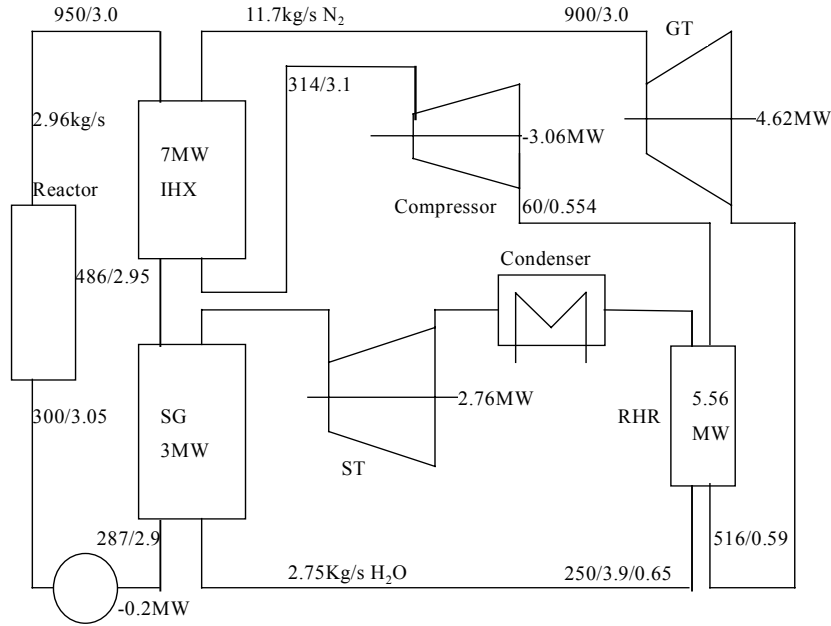 950/3.0
11.7kg/s N₂
900/3.0
GT
314/3.1
2.96kg/s
4.62MW
-3.06MW
7MW
IHX
Reactor
Compressor
60/0.554
Condenser
486/2.95
2.76MW
5.56
MW
RHR
300/3.05
SG
3MW
ST
287/2.9
516/0.59
2.75Kg/s H₂O
250/3.9/0.65
-0.2MW